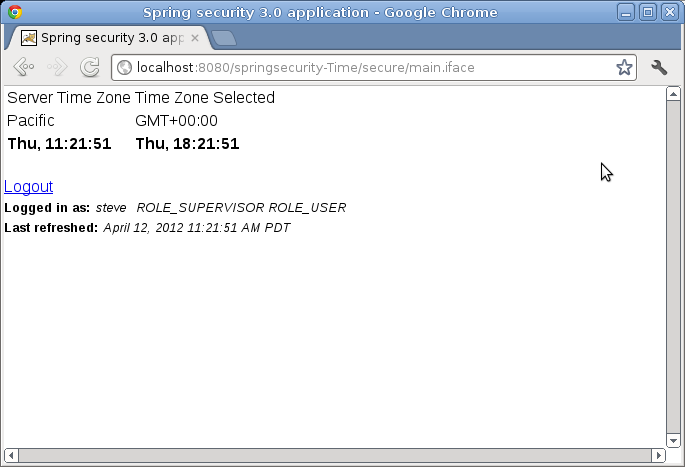 Spring security 3.0 application - Google Chrome
Spring security 3.0 app
localhost:8080/springsecurity-Time/secure/main.iface
Server Time Zone Time Zone Selected
Pacific GMT+00:00
Thu, 11:21:51 Thu, 18:21:51
Logout
Logged in as: steve ROLE_SUPERVISOR ROLE_USER
Last refreshed: April 12, 2012 11:21:51 AM PDT